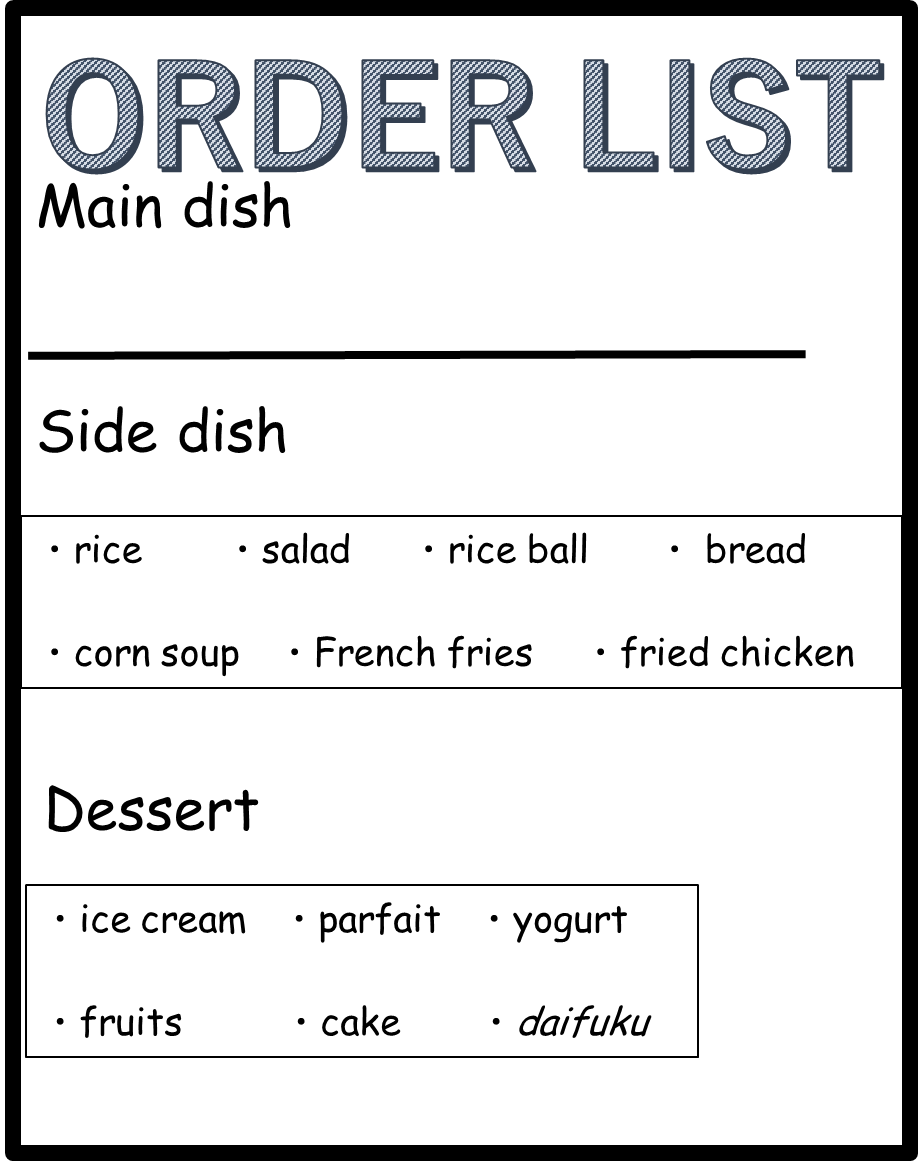 ORDER LIST
Main dish
Side dish
・rice ・salad ・rice ball ・ bread
・corn soup ・French fries ・fried chicken
Dessert
・ice cream ・parfait ・yogurt
・fruits ・cake ・daifuku